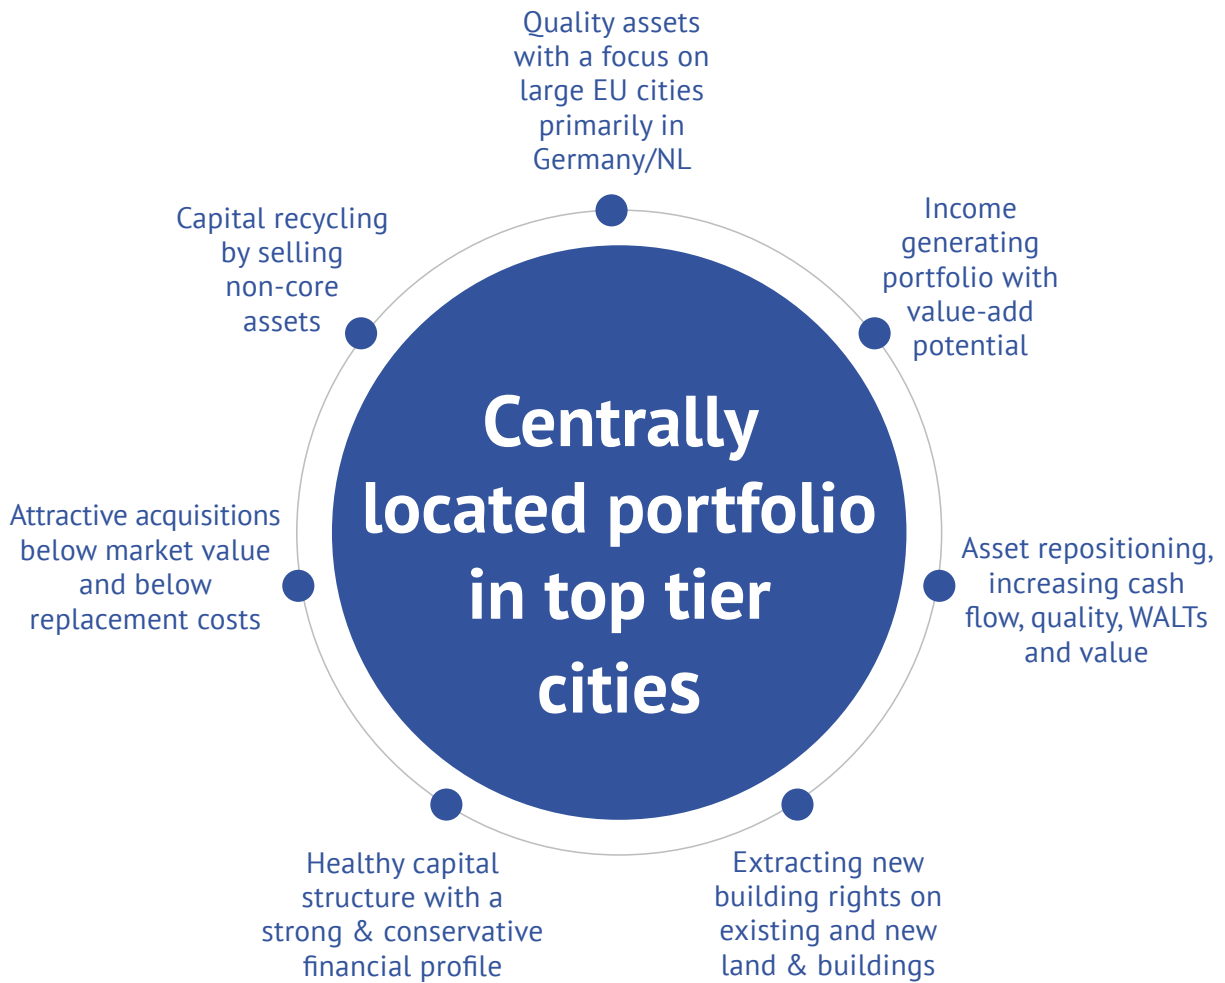 Quality assets
with a focus on
large EU cities
primarily in
Germany/NL
Income
generating
portfolio with
value-add
potential
Asset repositioning,
increasing cash
flow, quality, WALTs
and value
Extracting new
building rights on
existing and new
land & buildings
Healthy capital
structure with a
strong & conservative
financial profile
Attractive acquisitions
below market value
and below
replacement costs
Capital recycling
by selling
non-core
assets
Centrally
located portfolio
in top tier
cities